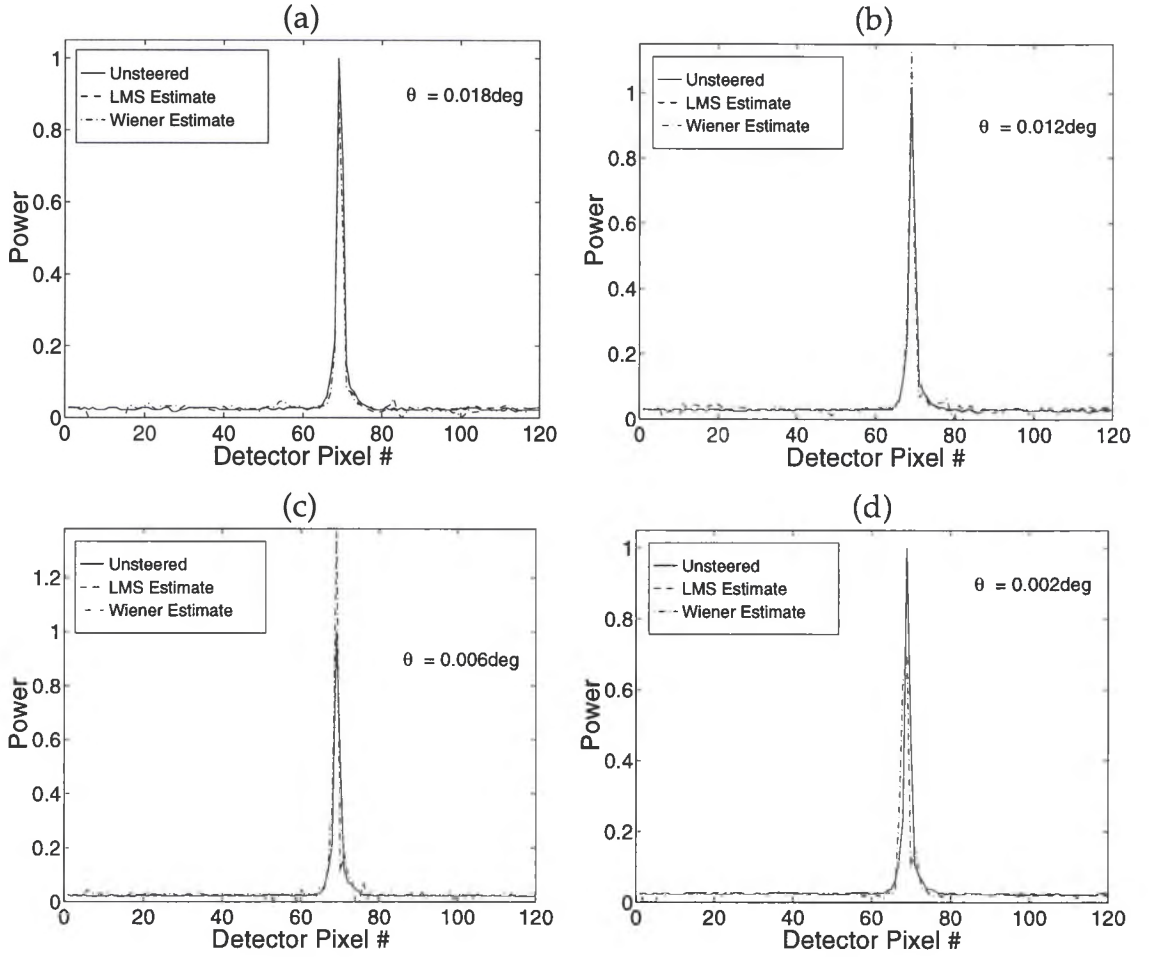 (a)
Unsteered
LMS Estimate
Wiener Estimate
θ = 0.018deg
1
0.8
0.6
0.4
0.2
0
Power
0 20 40 60 80 100 120
Detector Pixel #
(b)
Unsteered
LMS Estimate
Wiener Estimate
θ = 0.012deg
1
0.8
0.6
0.4
0.2
0
Power
0 20 40 60 80 100 120
Detector Pixel #
(c)
Unsteered
LMS Estimate
Wiener Estimate
θ = 0.006deg
1.2
1
0.8
0.6
0.4
0.2
0
Power
0 20 40 60 80 100 120
Detector Pixel #
(d)
Unsteered
LMS Estimate
Wiener Estimate
θ = 0.002deg
1
0.8
0.6
0.4
0.2
0
Power
0 20 40 60 80 100 120
Detector Pixel #